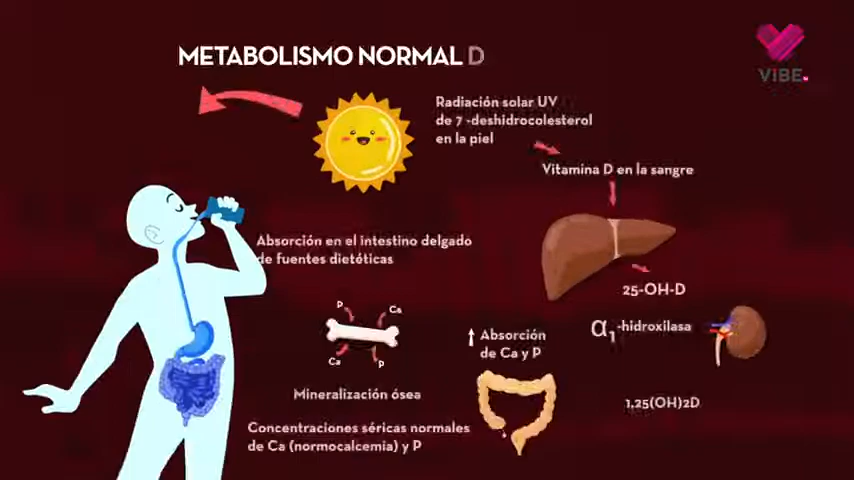 METABOLISMO NORMAL D
VIBE
Radiación solar UV
de 7 -deshidrocolesterol
en la piel
Vitamina D en la sangre
Absorción en el intestino delgado
de fuentes dietóticas
25-OH-D
P
Ca
Ca
P
↑ Absorción
de Ca y P
α1-hidroxilasa
Mineralización ósea
1,25(OH)2D
Concentraciones séricas normales
de Ca (normocalcemia) y P